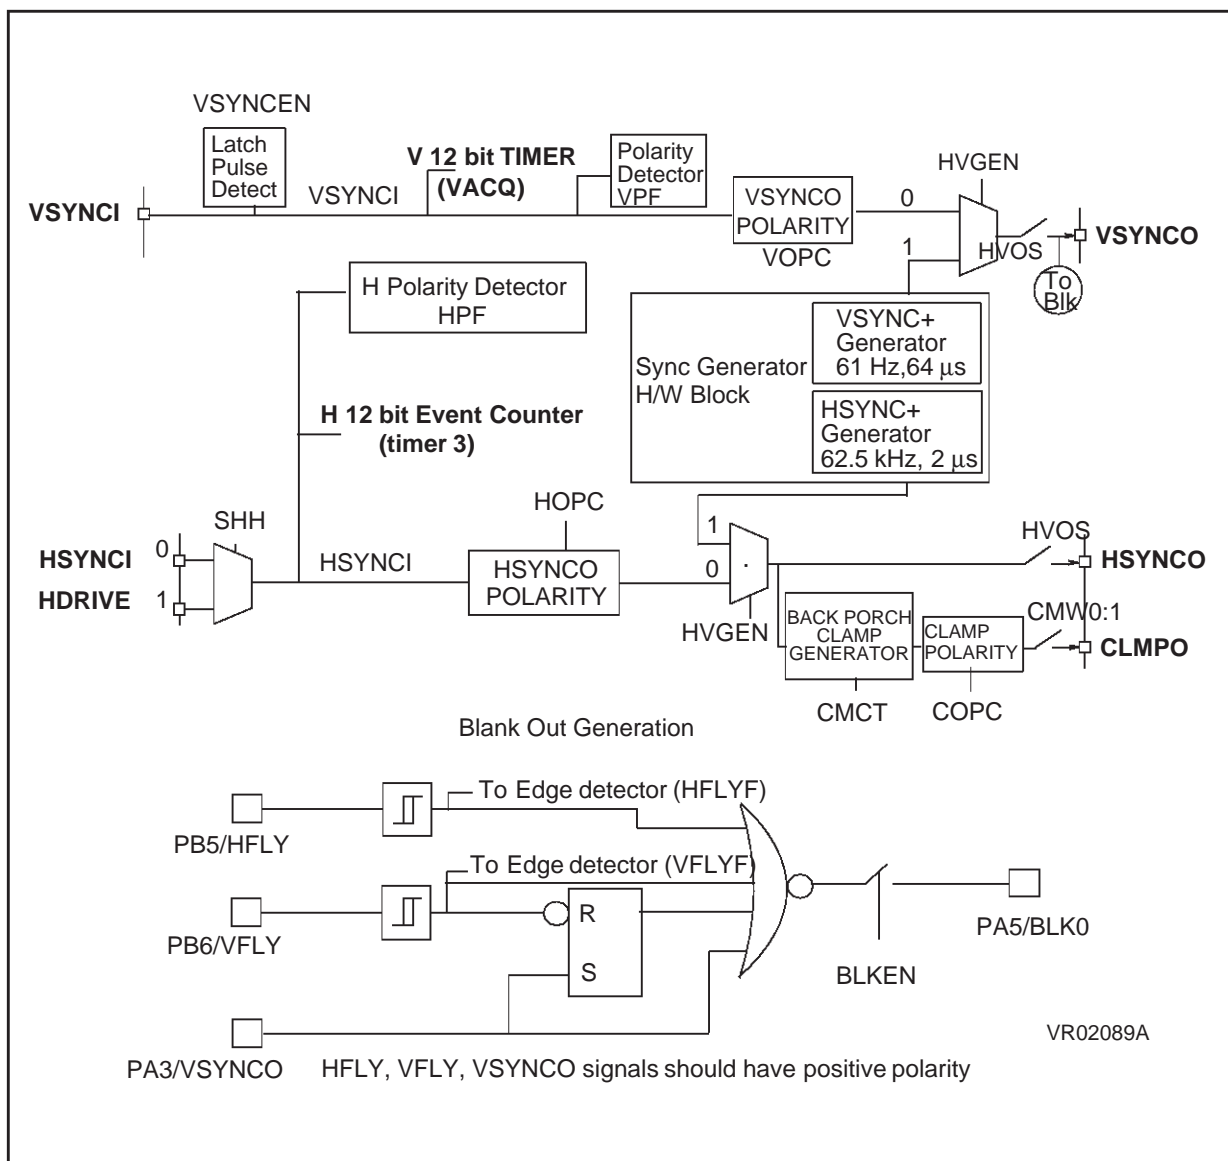 VSYNCEN
Latch
Pulse
Detect
VSYNCI
VSYNCI
V 12 bit TIMER
(VACQ)
Polarity
Detector
VPF
VSYNCO
POLARITY
VOPC
HVGEN
0
1
HVOS
VSYNCO
To
Blk
H Polarity Detector
HPF
Sync Generator
H/W Block
VSYNC+
Generator
61 Hz,64 μs
HSYNC+
Generator
62.5 kHz, 2 μs
H 12 bit Event Counter
(timer 3)
SHH
HSYNCI
0
HDRIVE
1
HSYNCI
HOPC
HSYNCO
POLARITY
1
0
HVGEN
HVOS
HSYNCO
BACK PORCH
CLAMP
GENERATOR
CMCT
CLAMP
POLARITY
COPC
CMW0:1
CLMPO
Blank Out Generation
To Edge detector (HFLYF)
PB5/HFLY
To Edge detector (VFLYF)
PB6/VFLY
R
S
BLKEN
PA5/BLK0
PA3/VSYNCO
HFLY, VFLY, VSYNCO signals should have positive polarity
VR02089A